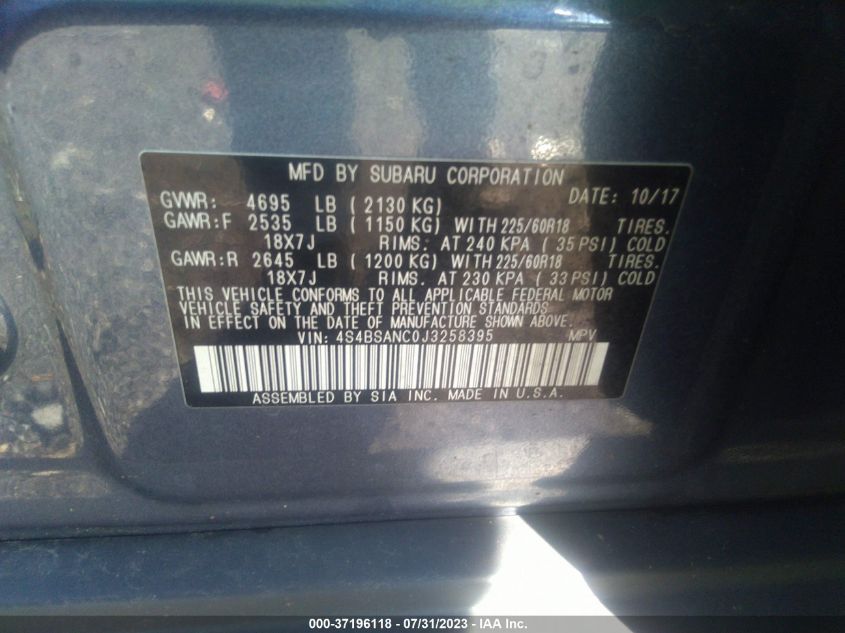 MFD BY SUBARU CORPORATION
GVWR: 4695 LB ( 2130 KG) DATE: 10/17
GAWR:F 2535 LB ( 1150 KG) WITH 225/60R18 TIRES.
18X7J RIMS. AT 240 KPA ( 35 PSI) COLD
GAWR:R 2645 LB ( 1200 KG) WITH 225/60R18 TIRES.
18X7J RIMS. AT 230 KPA ( 33 PSI) COLD
THIS VEHICLE CONFORMS TO ALL APPLICABLE FEDERAL MOTOR
VEHICLE SAFETY AND THEFT PREVENTION STANDARDS
IN EFFECT ON THE DATE OF MANUFACTURE SHOWN ABOVE.
VIN: 4S4BSANC0J3258395 MPV
ASSEMBLED BY SIA INC. MADE IN U.S.A.
000-37196118 - 07/31/2023 - IAA Inc.